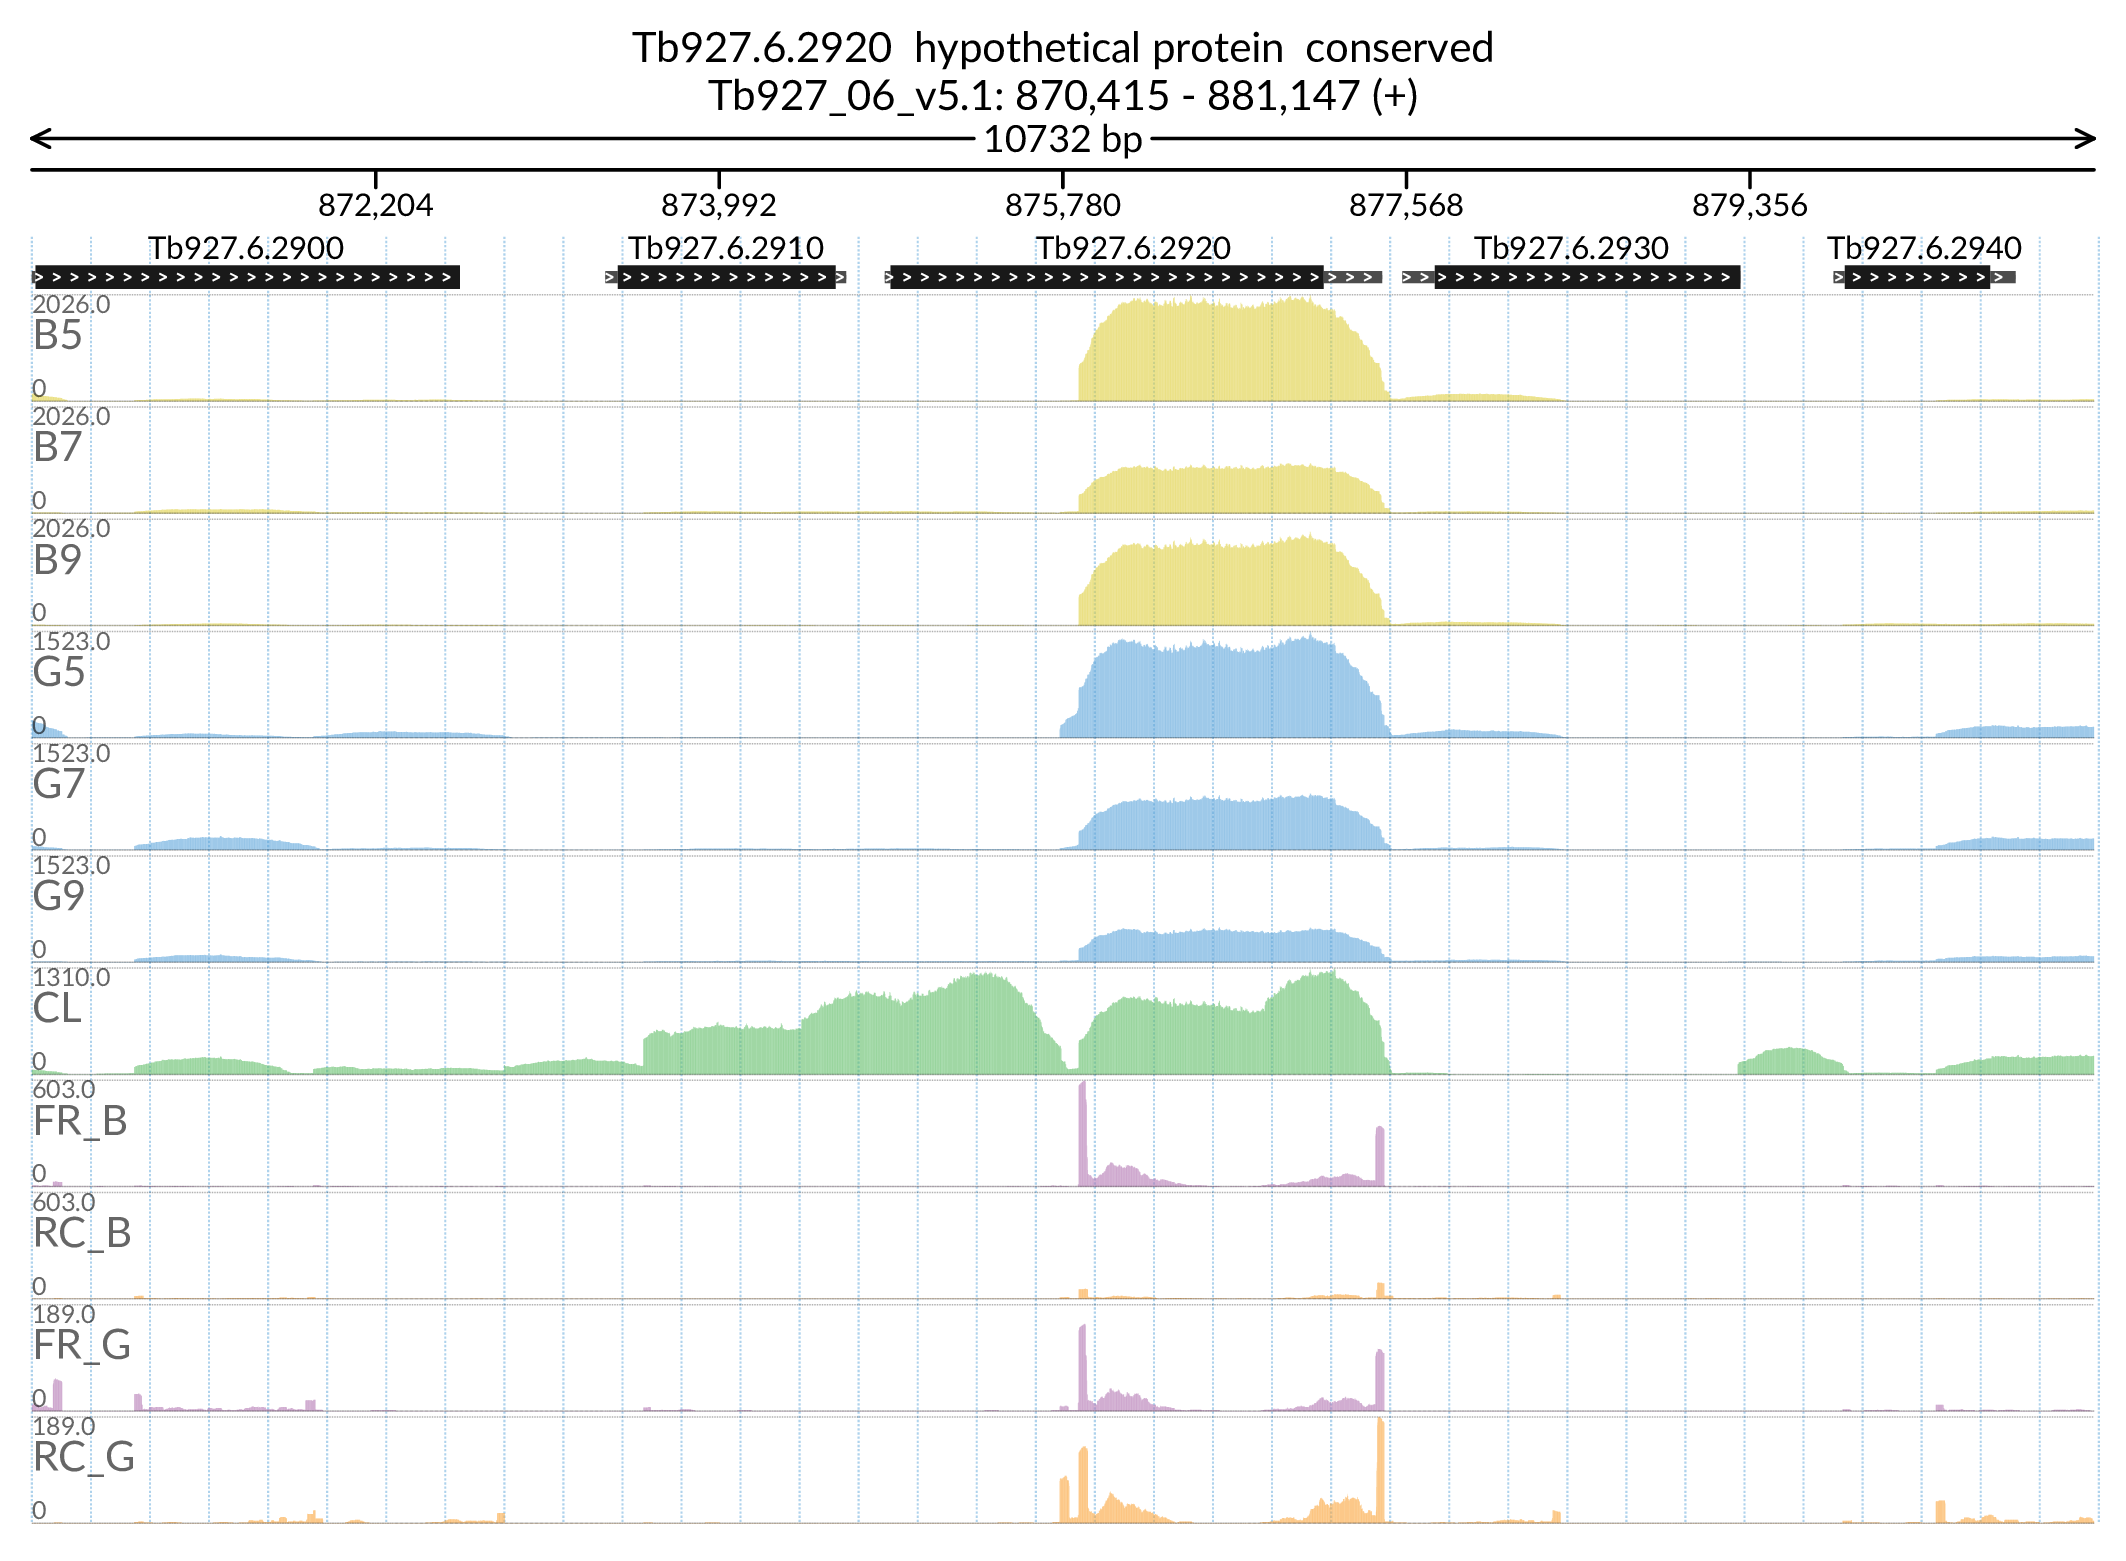 Tb927.6.2920 hypothetical protein conserved
Tb927_06_v5.1: 870,415 - 881,147 (+)
10732 bp
872,204 873,992 875,780 877,568 879,356
Tb927.6.2900 Tb927.6.2910 Tb927.6.2920 Tb927.6.2930 Tb927.6.2940
2026.0
B5
0
2026.0
B7
0
2026.0
B9
0
1523.0
G5
0
1523.0
G7
0
1523.0
G9
0
1310.0
CL
0
603.0
FR_B
0
603.0
RC_B
0
189.0
FR_G
0
189.0
RC_G
0